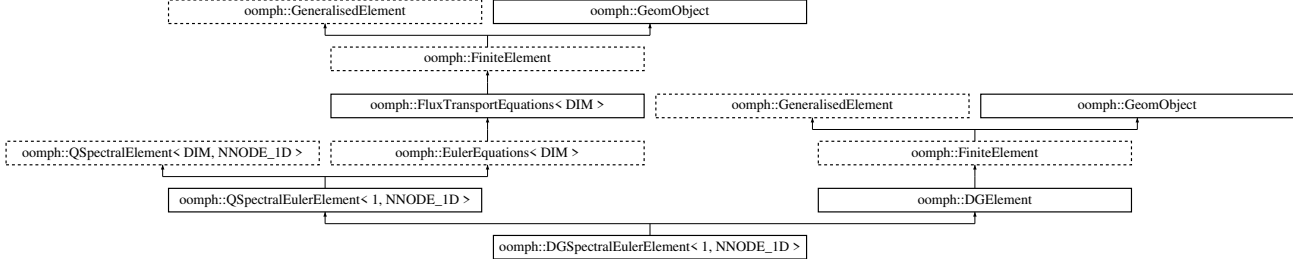 oomph::GeneralisedElement oomph::GeomObject
oomph::FiniteElement
oomph::FluxTransportEquations< DIM > oomph::GeneralisedElement oomph::GeomObject
oomph::QSpectralElement< DIM, NNODE_1D > oomph::EulerEquations< DIM > oomph::FiniteElement
oomph::QSpectralEulerElement< 1, NNODE_1D > oomph::DGElement
oomph::DGSpectralEulerElement< 1, NNODE_1D >